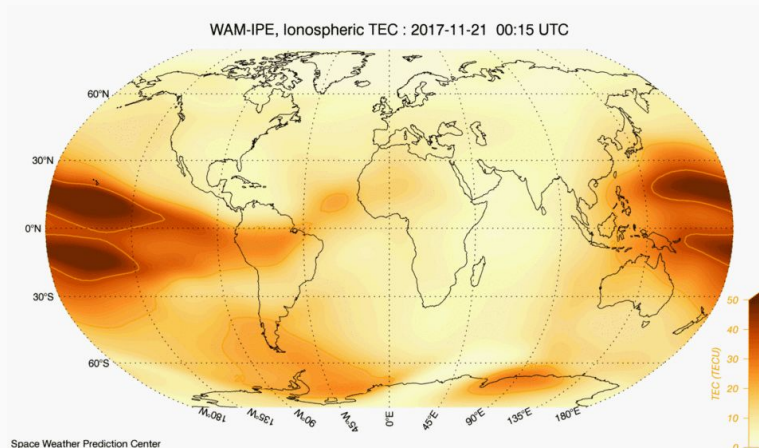 WAM-IPE, Ionospheric TEC : 2017-11-21  00:15 UTC
60°N
30°N
0°N
30°S
60°S
180°W
135°W
90°W
45°W
0°E
45°E
90°E
135°E
180°E
50
40
30
20
10
0
TEC (TECU)
Space Weather Prediction Center